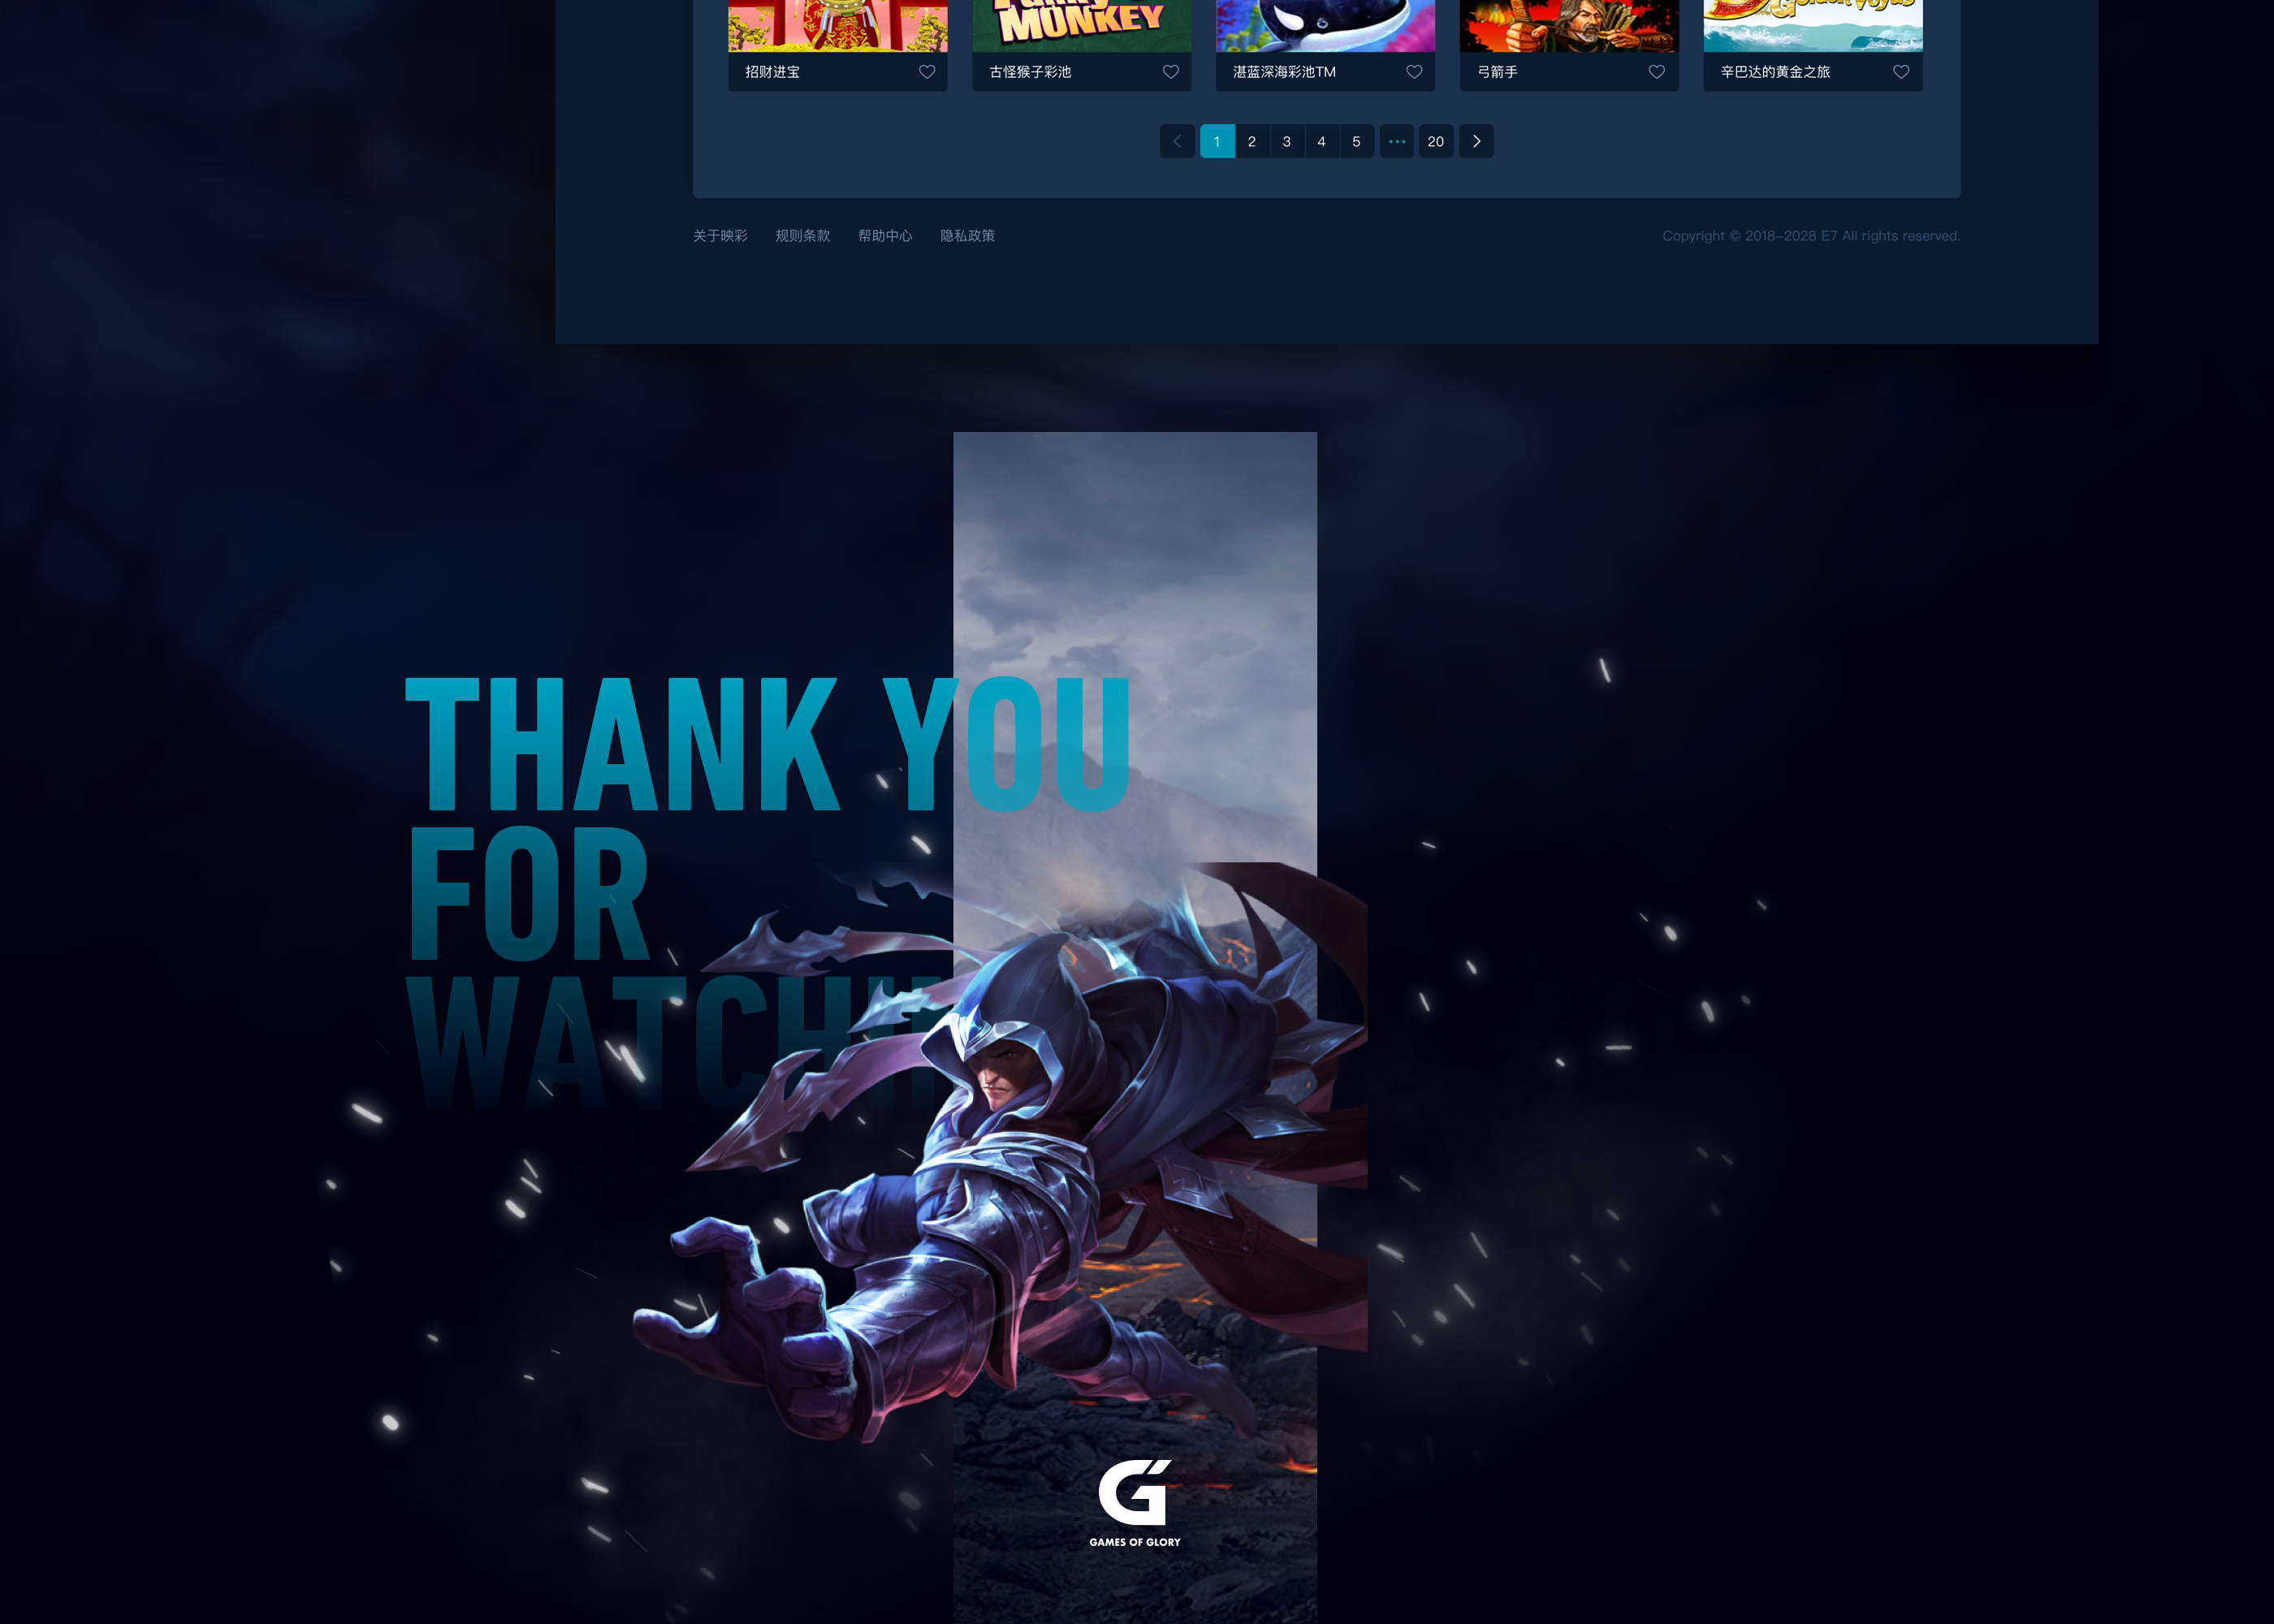 MONKEY
招财进宝
古怪猴子彩池
湛蓝深海彩池TM
弓箭手
辛巴达的黄金之旅
1 2 3 4 5 ••• 20
关于映彩 规则条款 帮助中心 隐私政策
Copyright © 2018-2028 E7 All rights reserved.
THANK YOU
FOR
G
GAMES OF GLORY